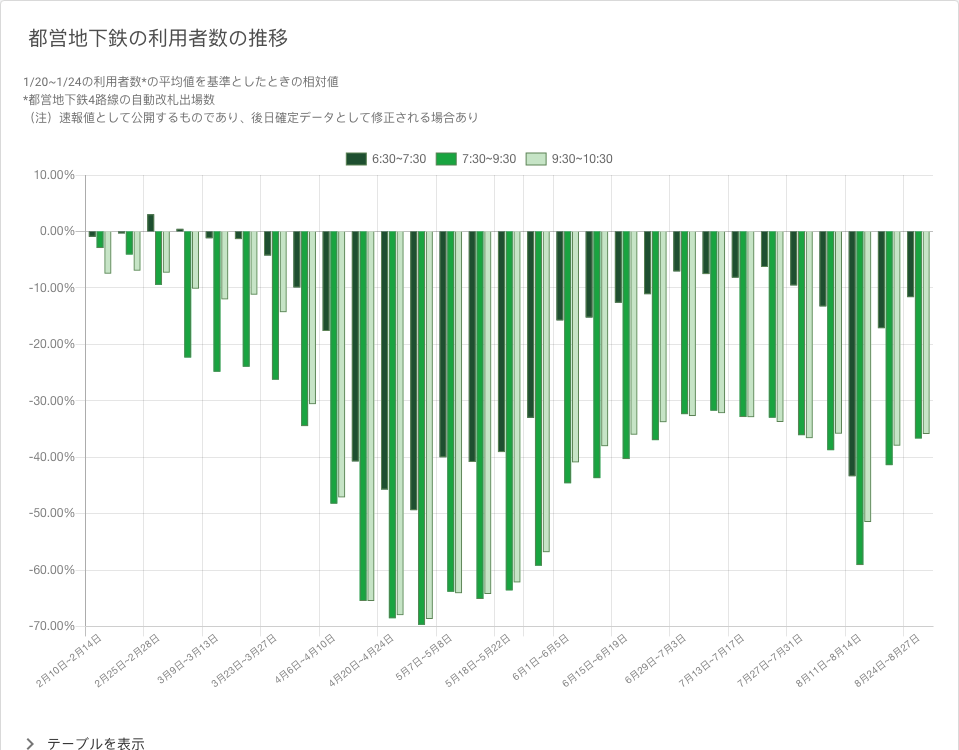 都営地下鉄の利用者数の推移
1/20~1/24の利用者数*の平均値を基準としたときの相対値
*都営地下鉄4路線の自動改札出場数
（注）速報値として公開するものであり、後日確定データとして修正される場合あり
6:30~7:30 7:30~9:30 9:30~10:30
10.00%
0.00%
-10.00%
-20.00%
-30.00%
-40.00%
-50.00%
-60.00%
-70.00%
2月10日~2月14日
2月25日~2月28日
3月9日~3月13日
3月23日~3月27日
4月6日~4月10日
4月20日~4月24日
5月7日~5月8日
5月18日~5月22日
6月1日~6月5日
6月15日~6月19日
6月29日~7月3日
7月13日~7月17日
7月27日~7月31日
8月11日~8月14日
8月24日~8月27日
テーブルを表示